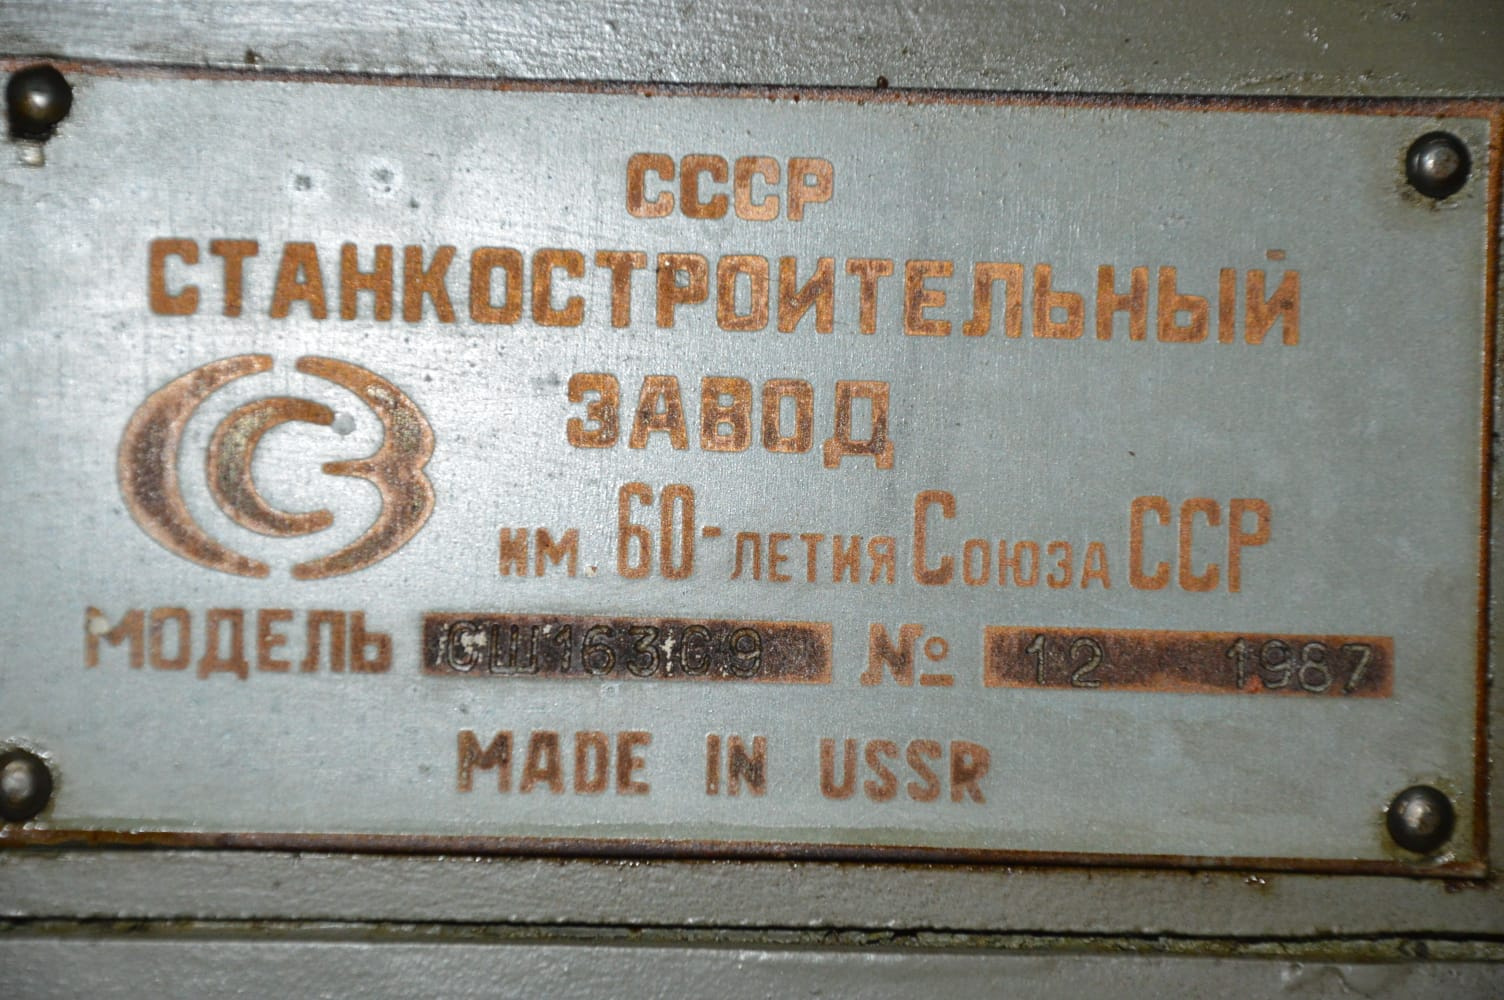 СССР
СТАНКОСТРОИТЕЛЬНЫЙ
ЗАВОД
им. 60-летия Союза ССР
МОДЕЛЬ СШ163С9 № 12 1987
MADE IN USSR